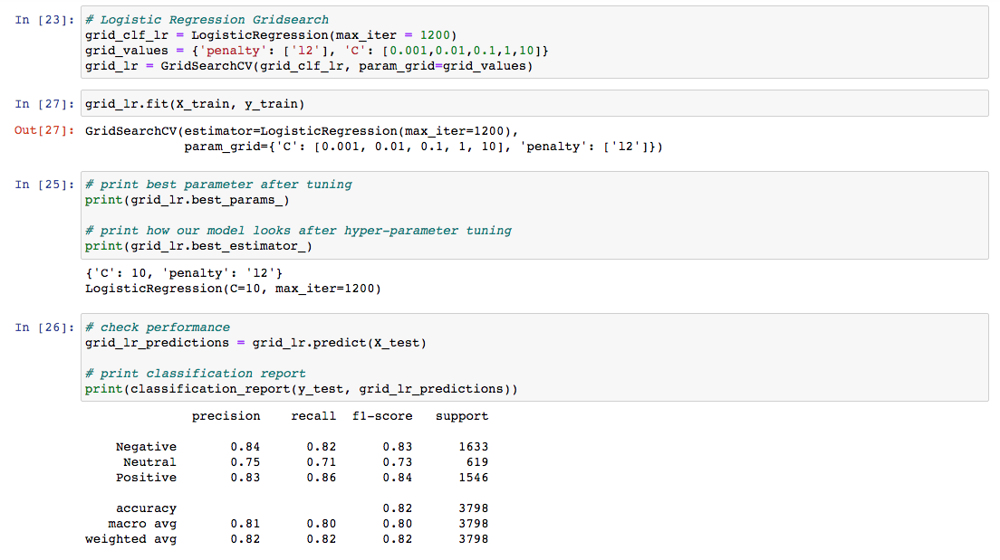 In [23]: # Logistic Regression Gridsearch
grid_clf_lr = LogisticRegression(max_iter = 1200)
grid_values = {'penalty': ['l2'], 'C': [0.001,0.01,0.1,1,10]}
grid_lr = GridSearchCV(grid_clf_lr, param_grid=grid_values)
In [27]: grid_lr.fit(X_train, y_train)
Out[27]: GridSearchCV(estimator=LogisticRegression(max_iter=1200),
param_grid={'C': [0.001, 0.01, 0.1, 1, 10], 'penalty': ['l2']})
In [25]: # print best parameter after tuning
print(grid_lr.best_params_)
# print how our model looks after hyper-parameter tuning
print(grid_lr.best_estimator_)
{'C': 10, 'penalty': 'l2'}
LogisticRegression(C=10, max_iter=1200)
In [26]: # check performance
grid_lr_predictions = grid_lr.predict(X_test)
# print classification report
print(classification_report(y_test, grid_lr_predictions))
precision recall f1-score support
Negative 0.84 0.82 0.83 1633
Neutral 0.75 0.71 0.73 619
Positive 0.83 0.86 0.84 1546
accuracy 0.82 3798
macro avg 0.81 0.80 0.80 3798
weighted avg 0.82 0.82 0.82 3798